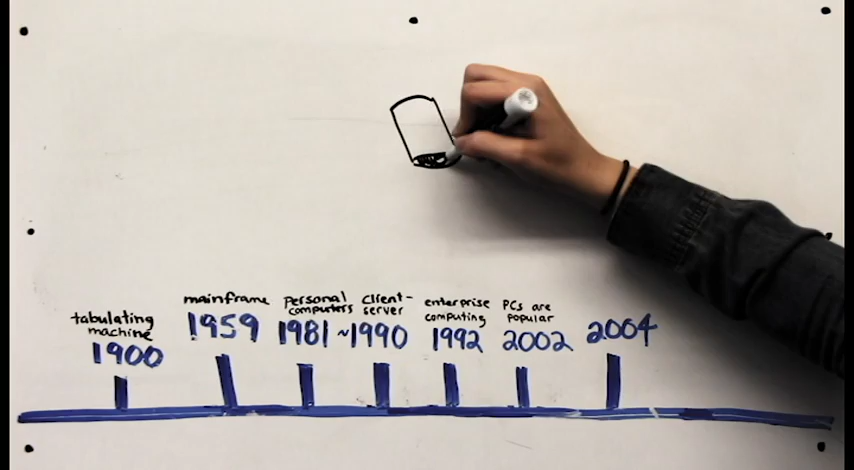 tabulating
machine
1900
mainframe
1959
Personal
computers
1981
client-
server
~1990
enterprise
computing
1992
PCs are
popular
2002
2004